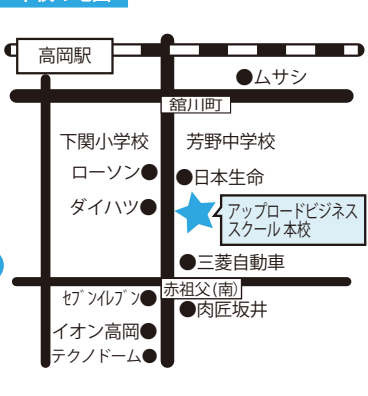 高岡駅
●ムサシ
舘川町
下関小学校
芳野中学校
ローソン●
●日本生命
ダイハツ●
アップロードビジネス
スクール 本校
●三菱自動車
赤祖父(南)
セブンイレブン●
●肉匠坂井
イオン高岡●
テクノドーム●